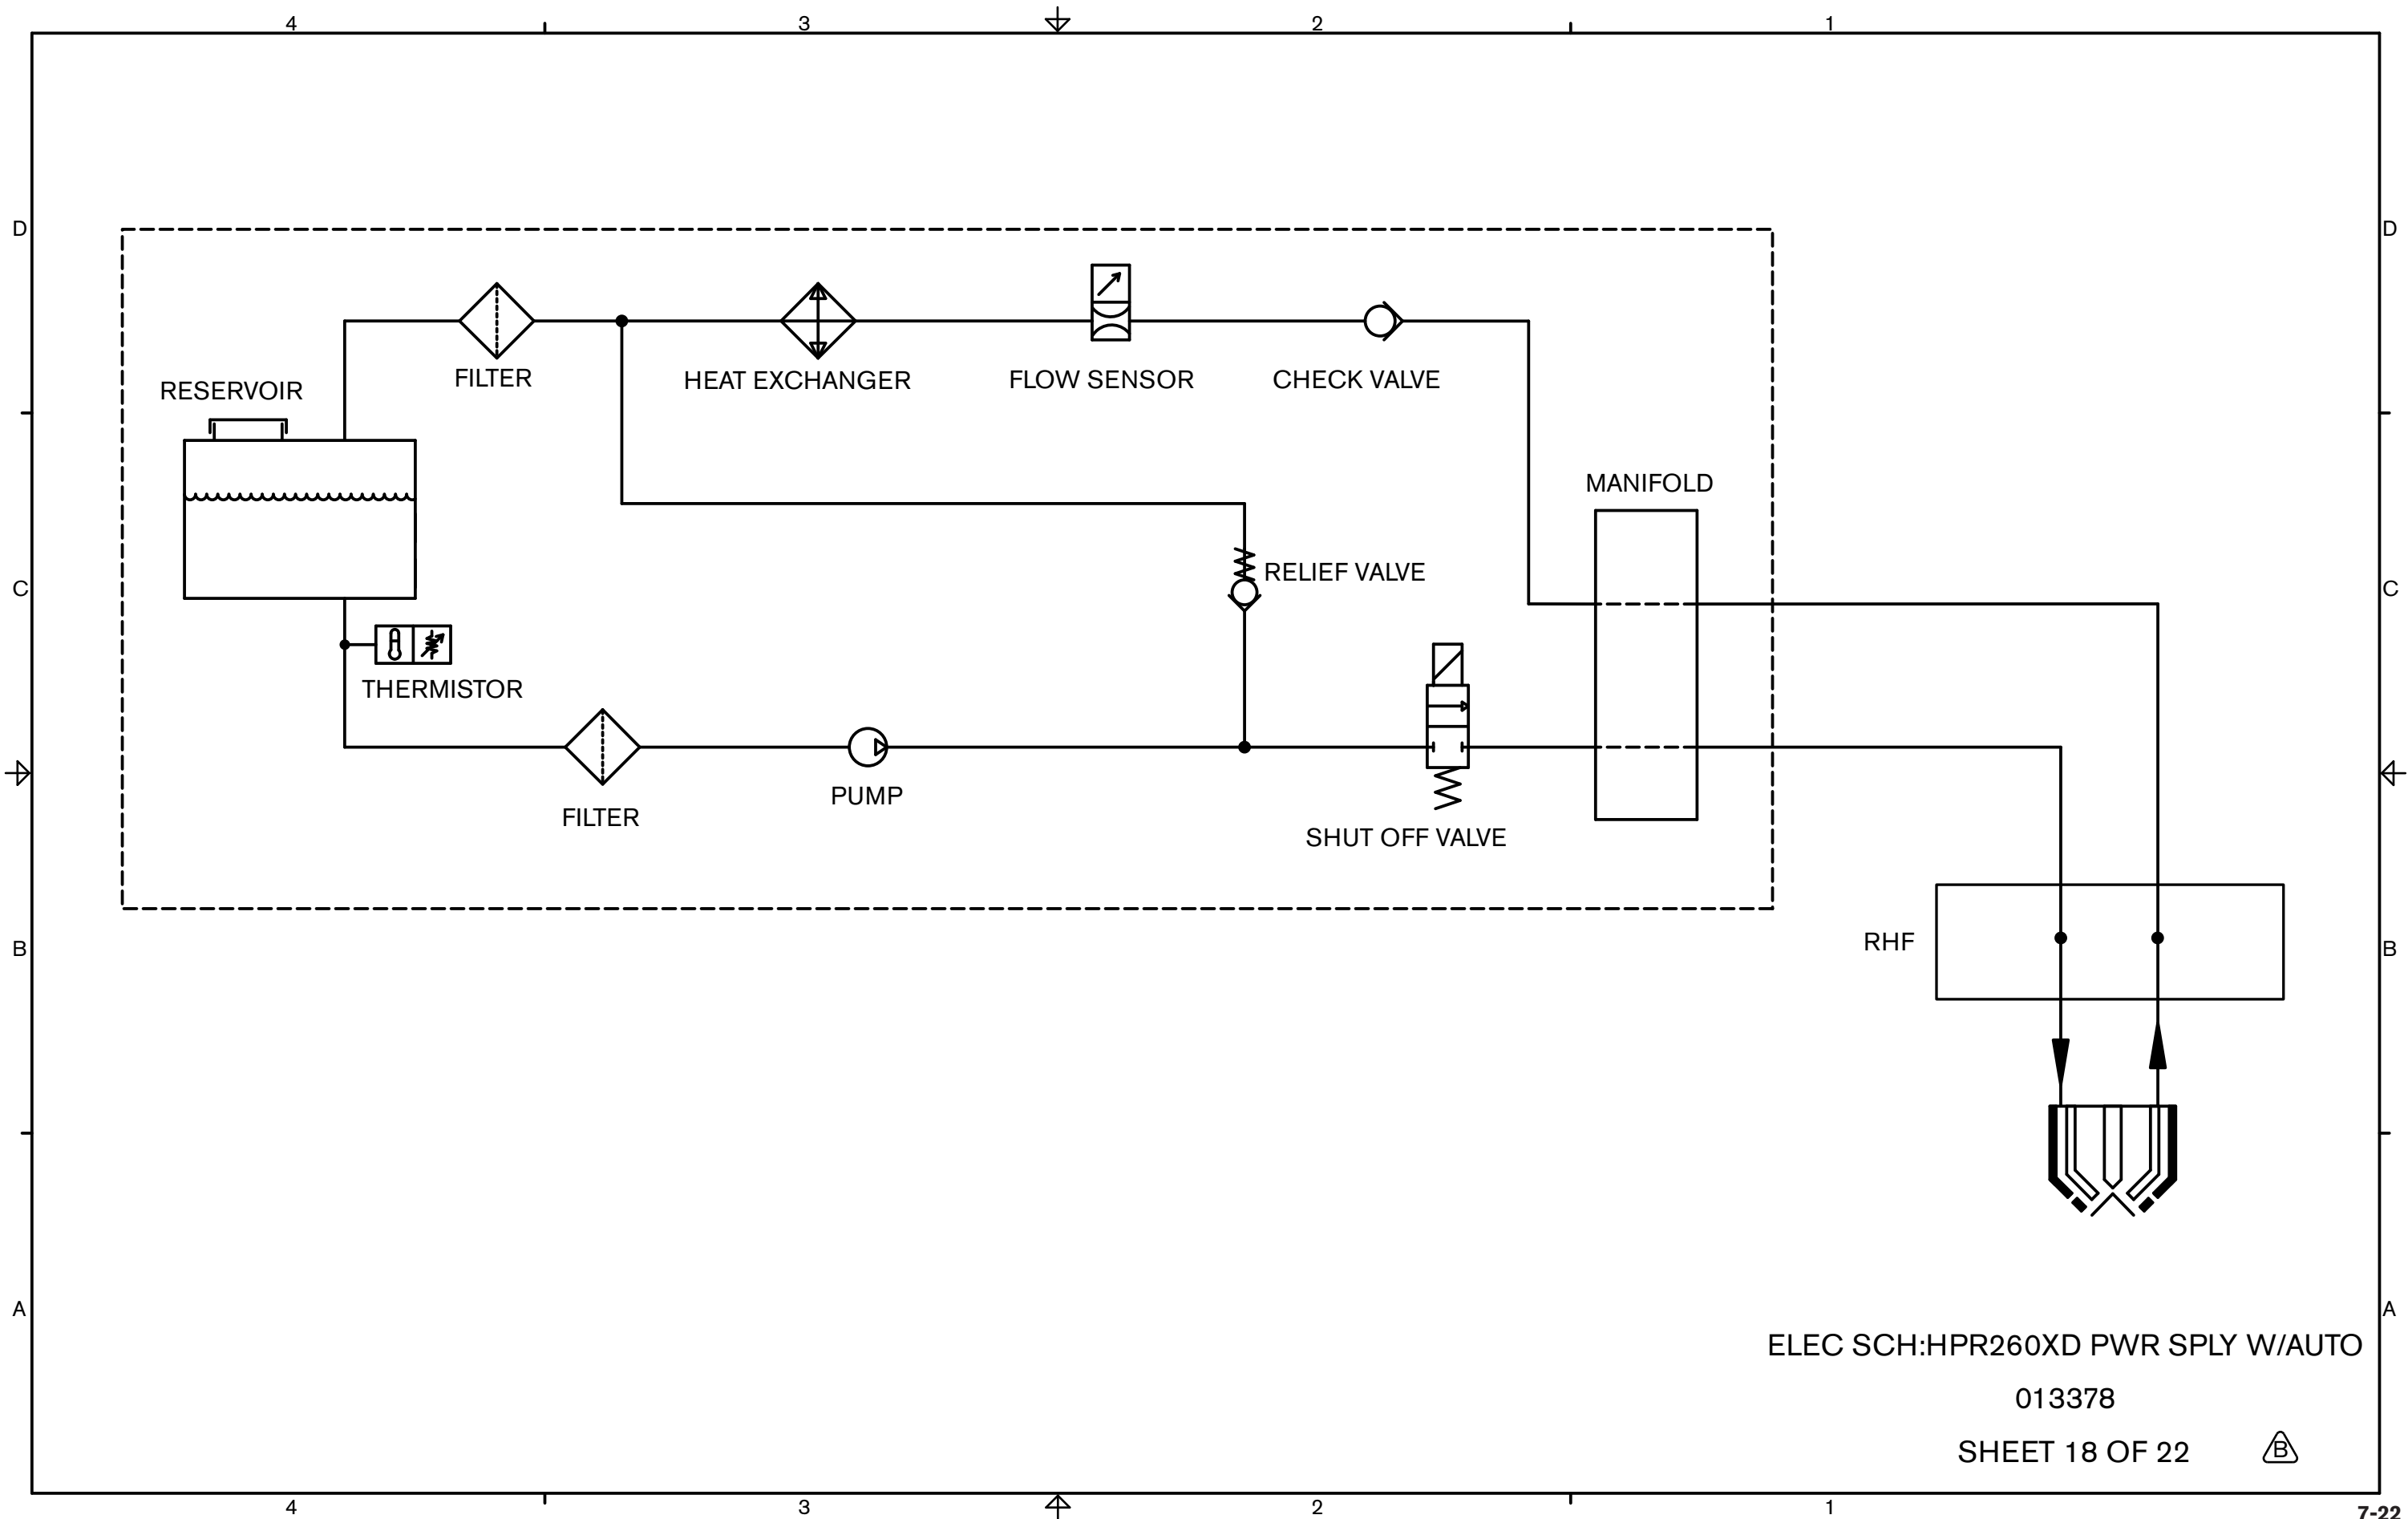 4 3 2 1
D D
RESERVOIR
FILTER
HEAT EXCHANGER
FLOW SENSOR
CHECK VALVE
MANIFOLD
RELIEF VALVE
C C
THERMISTOR
FILTER
PUMP
SHUT OFF VALVE
RHF
B B
A A
ELEC SCH:HPR260XD PWR SPLY W/AUTO
013378
SHEET 18 OF 22 B
4 3 2 1
7-22